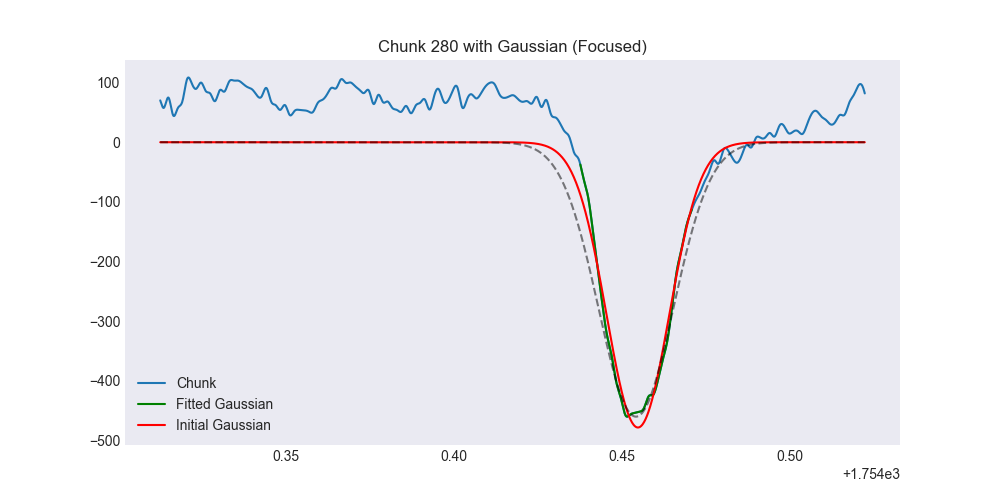 Chunk 280 with Gaussian (Focused)
100
0
−100
−200
−300
−400
−500
Chunk
Fitted Gaussian
Initial Gaussian
0.35 0.40 0.45 0.50
+1.754e3